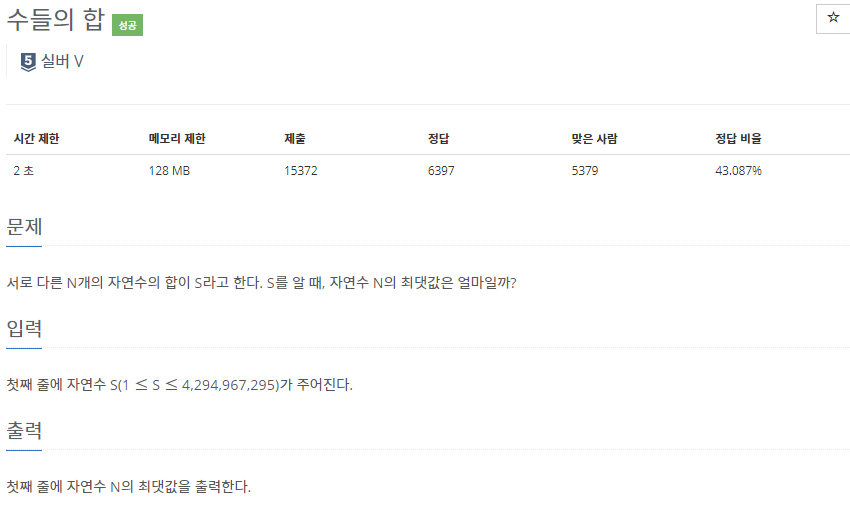 수들의 합 성공
☆
5 실버 V
시간 제한 메모리 제한 제출 정답 맞은 사람 정답 비율
2 초 128 MB 15372 6397 5379 43.087%
문제
서로 다른 N개의 자연수의 합이 S라고 한다. S를 알 때, 자연수 N의 최댓값은 얼마일까?
입력
첫째 줄에 자연수 S(1 ≤ S ≤ 4,294,967,295)가 주어진다.
출력
첫째 줄에 자연수 N의 최댓값을 출력한다.